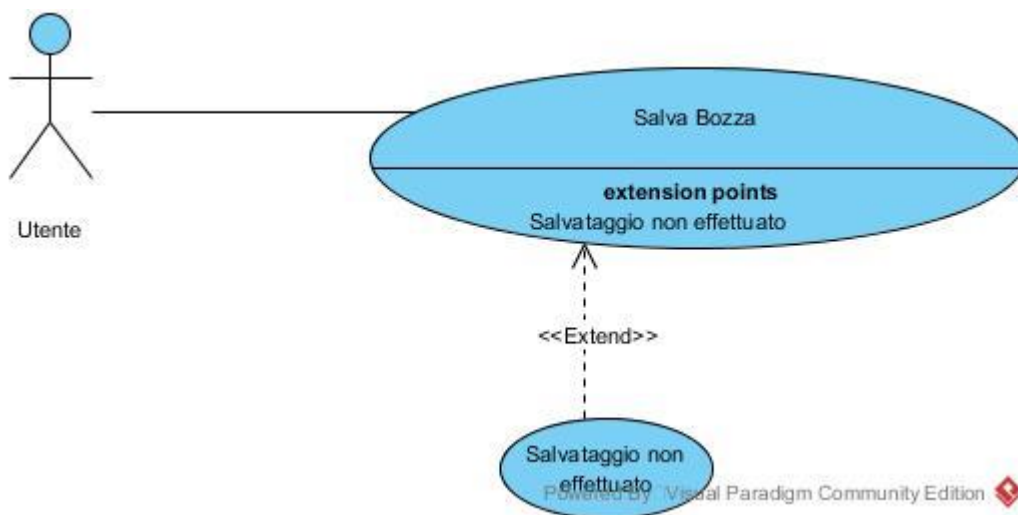 Salva Bozza
extension points
Salvataggio non effettuato
Utente
<<Extend>>
Salvataggio non
effettuato
Powered By Visual Paradigm Community Edition